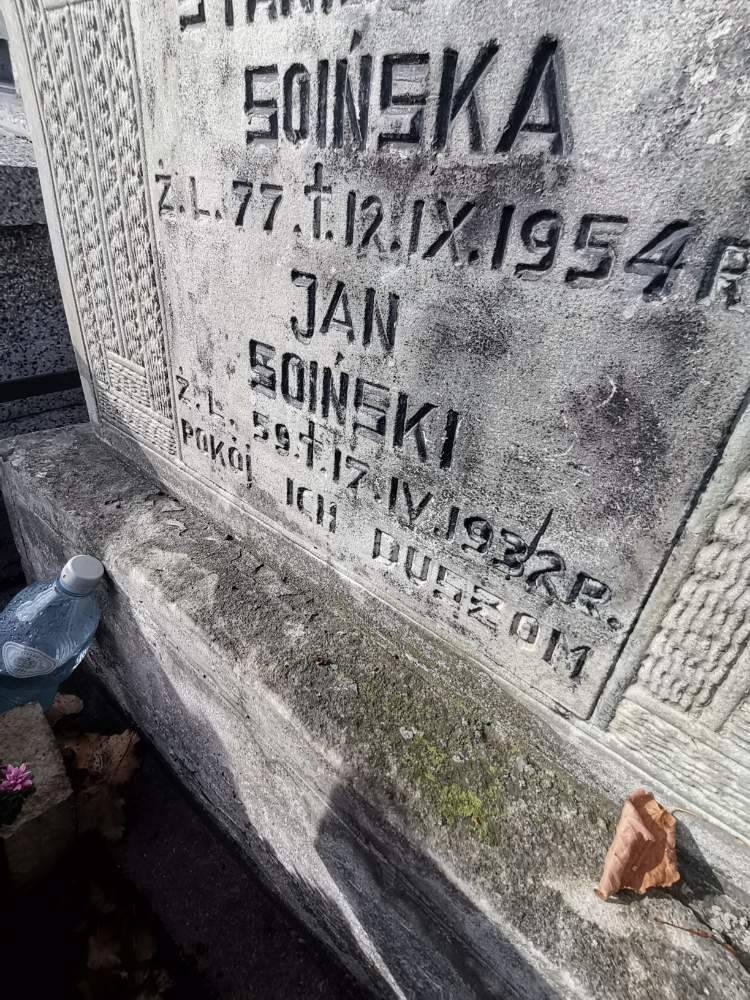 SOIŃSKA
Ż.L.77.†.12.IX.1954R
JAN
SOIŃSKI
Ż.L. 59.†.17.IV.1932R.
POKÓJ ICH DUSZOM